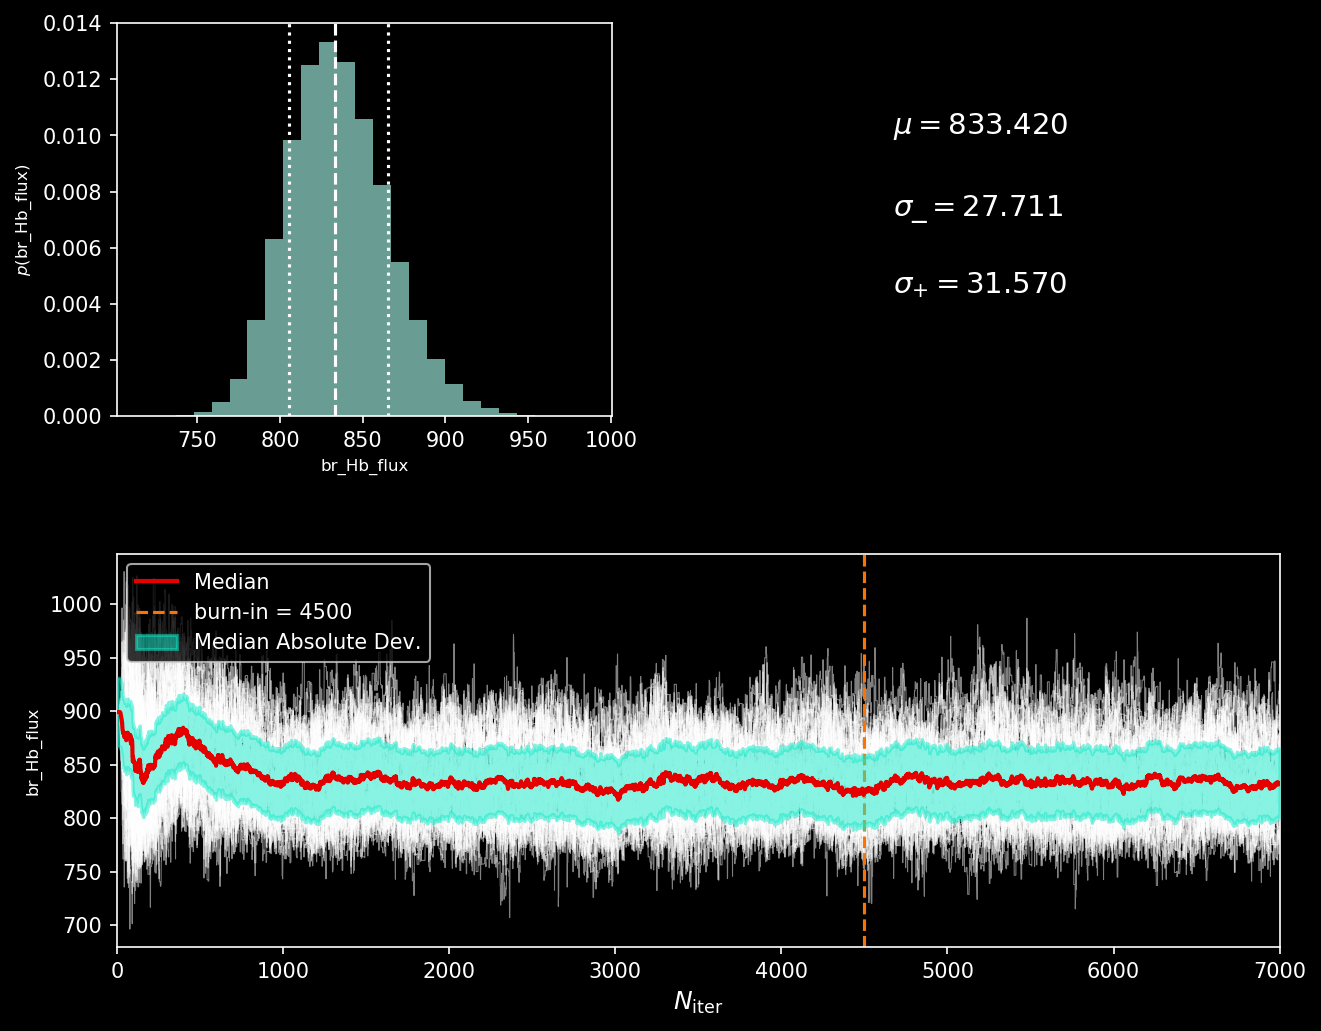 0.014
0.012
0.010
0.008
0.006
0.004
0.002
0.000
p(br_Hb_flux)
750 800 850 900 950 1000
br_Hb_flux
μ = 833.420
σ_ = 27.711
σ+ = 31.570
Median
burn-in = 4500
Median Absolute Dev.
1000
950
900
850
800
750
700
br_Hb_flux
0 1000 2000 3000 4000 5000 6000 7000
Niter